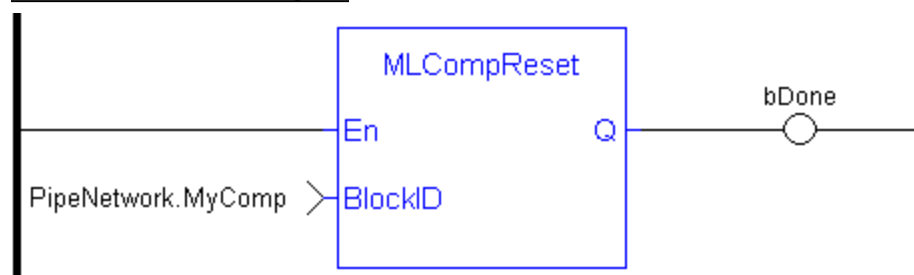 MLCompReset
bDone
En
Q
PipeNetwork.MyComp
BlockID